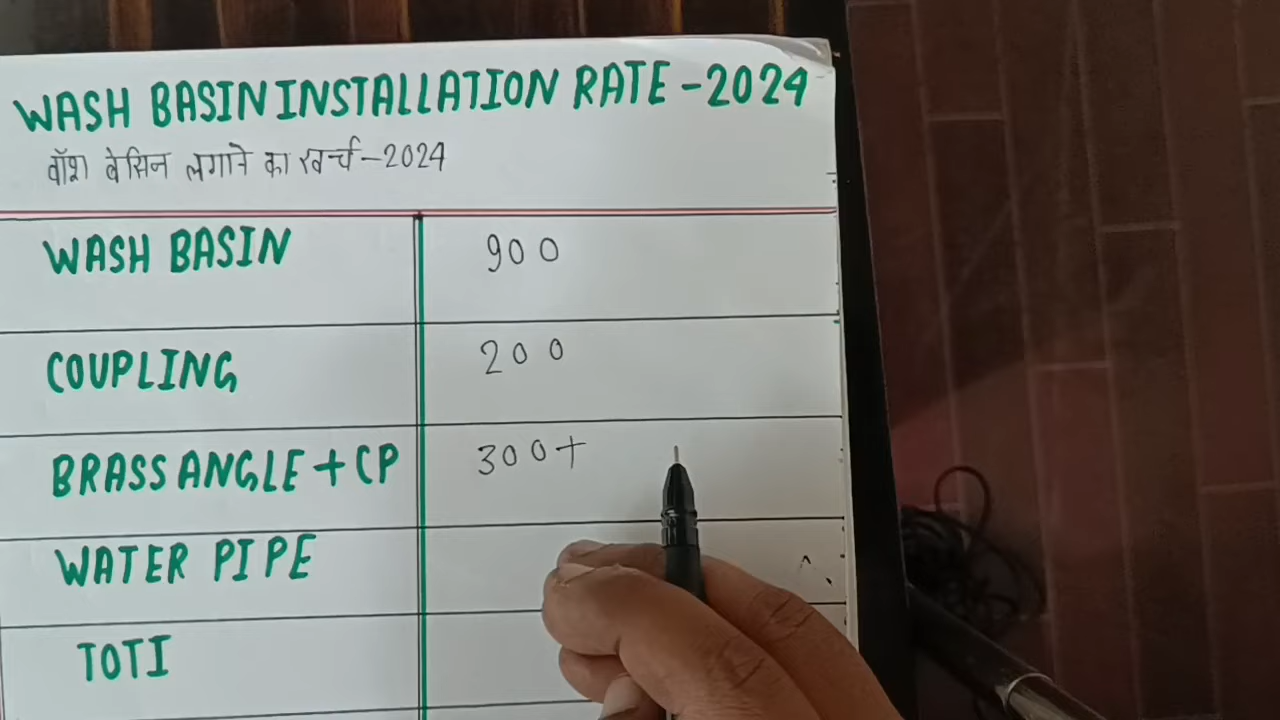 WASH BASIN INSTALLATION RATE - 2024
वॉश बेसिन लगाने का खर्च - 2024
WASH BASIN 900
COUPLING 200
BRASS ANGLE + CP 300+
WATER PIPE
TOTI